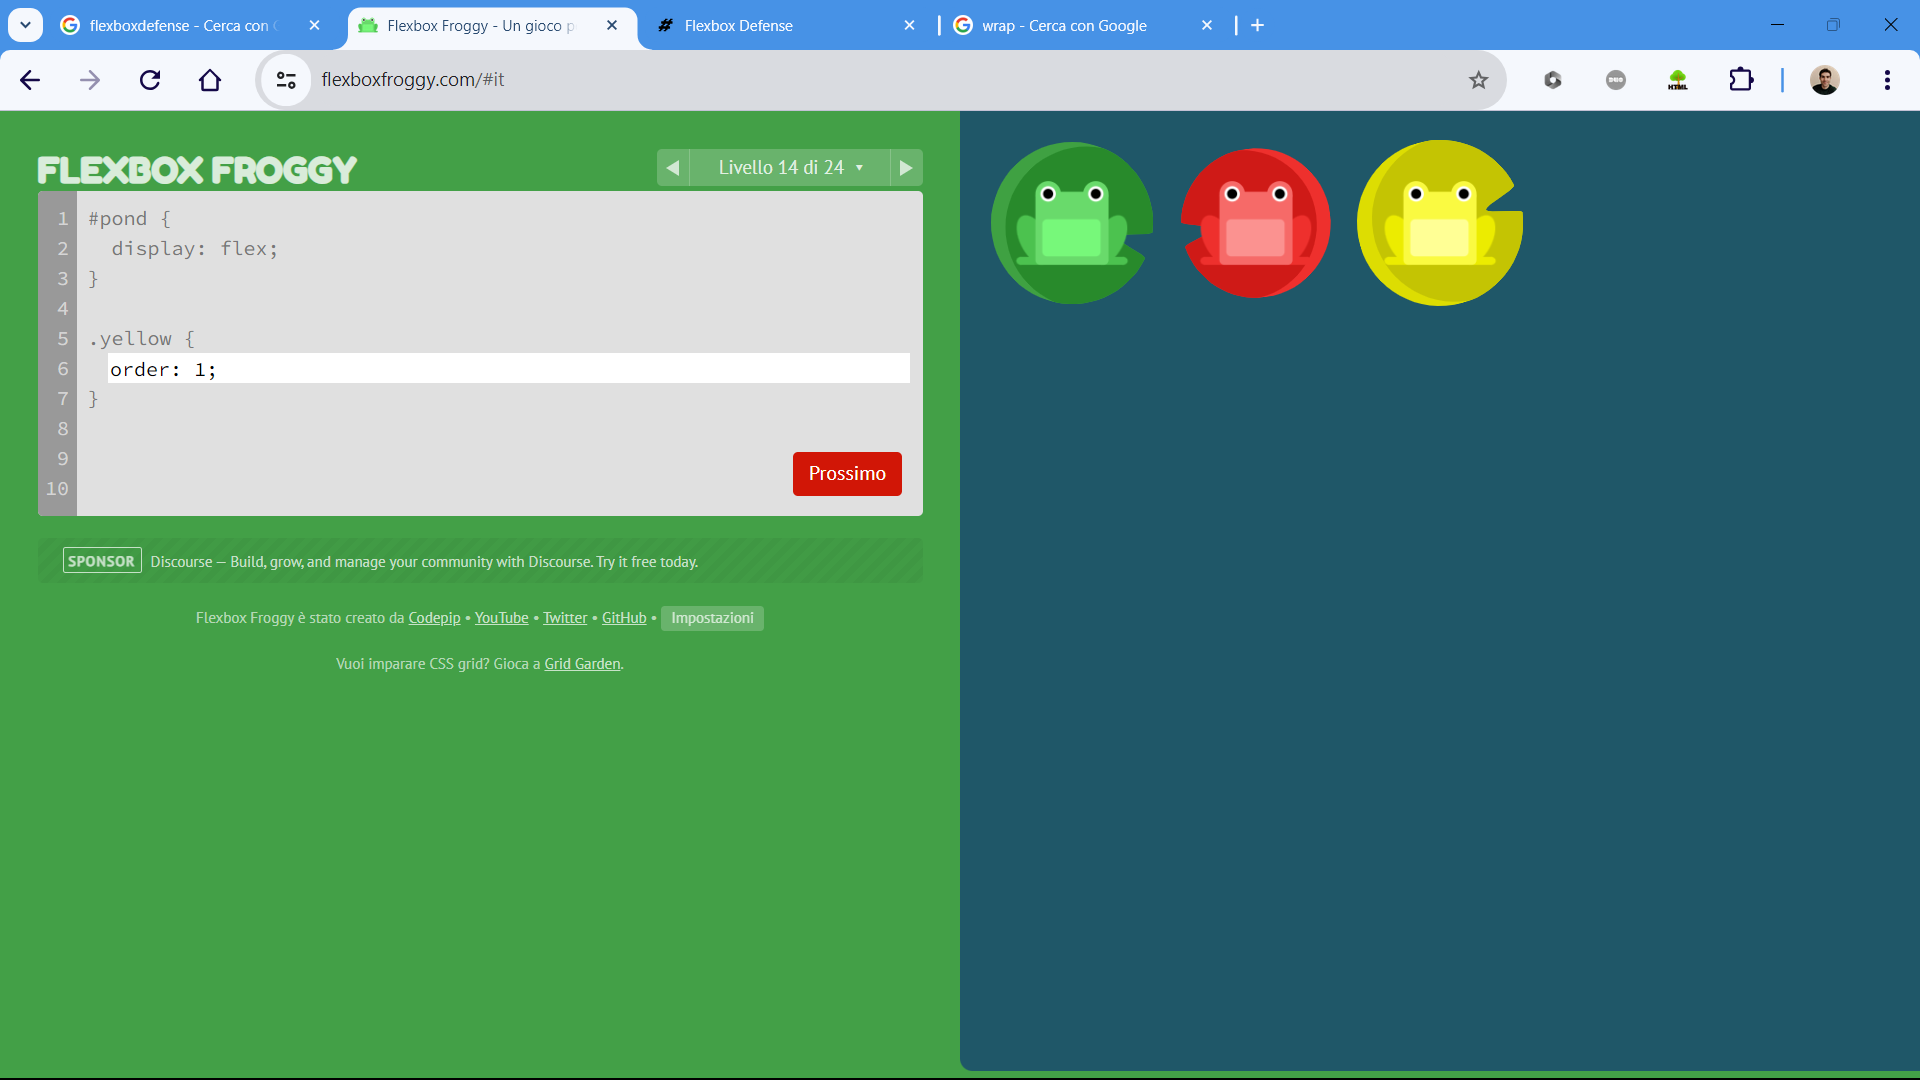 flexboxdefense - Cerca con
Flexbox Froggy - Un gioco p
Flexbox Defense
wrap - Cerca con Google
flexboxfroggy.com/#it
HTML
FLEXBOX FROGGY
Livello 14 di 24
1 #pond {
2 display: flex;
3 }
4
5 .yellow {
6 order: 1;
7 }
8
9
10
Prossimo
SPONSOR Discourse — Build, grow, and manage your community with Discourse. Try it free today.
Flexbox Froggy è stato creato da Codepip • YouTube • Twitter • GitHub • Impostazioni
Vuoi imparare CSS grid? Gioca a Grid Garden.